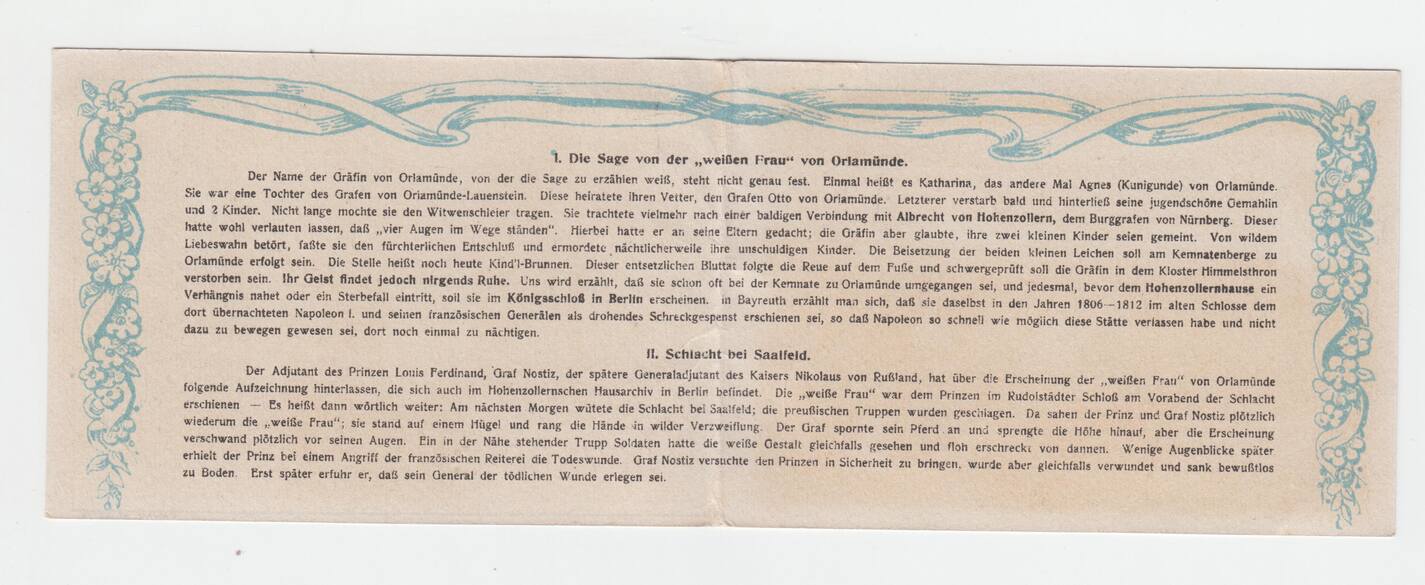 I. Die Sage von der „weißen Frau“ von Orlamünde.
Der Name der Gräfin von Orlamünde, von der die Sage zu erzählen weiß, steht nicht genau fest. Einmal heißt es Katharina, das andere Mal Agnes (Kunigunde) von Orlamünde.
Sie war eine Tochter des Grafen von Orlamünde-Lauenstein. Diese heiratete ihren Vetter, den Grafen Otto von Orlamünde. Letzterer verstarb bald und hinterließ seine jugendschöne Gemahlin
und 2 Kinder. Nicht lange mochte sie den Witwenschleier tragen. Sie trachtete vielmehr nach einer baldigen Verbindung mit Albrecht von Hohenzollern, dem Burggrafen von Nürnberg. Dieser
hatte wohl verlauten lassen, daß „vier Augen im Wege ständen“. Hierbei hatte er an seine Eltern gedacht; die Gräfin aber glaubte, ihre zwei kleinen Kinder seien gemeint. Von wildem
Liebeswahn betört, faßte sie den fürchterlichen Entschluß und ermordete nächtlicherweile ihre unschuldigen Kinder. Die Beisetzung der beiden kleinen Leichen soll am Kemnatenberge zu
Orlamünde erfolgt sein. Die Stelle heißt noch heute Kind'l-Brunnen. Dieser entsetzlichen Bluttat folgte die Reue auf dem Fuße und schwergeprüft soll die Gräfin in dem Kloster Himmelsthron
verstorben sein. Ihr Geist findet jedoch nirgends Ruhe. Uns wird erzählt, daß sie schon oft bei der Kemnate zu Orlamünde umgegangen sei, und jedesmal, bevor dem Hohenzollernhause ein
Verhängnis nahet oder ein Sterbefall eintritt, soll sie im Königsschloß in Berlin erscheinen. In Bayreuth erzählt man sich, daß sie daselbst in den Jahren 1806—1812 im alten Schlosse dem
dort übernachteten Napoleon I. und seinen französischen Generälen als drohendes Schreckgespenst erschienen sei, so daß Napoleon so schnell wie möglich diese Stätte verlassen habe und nicht
dazu zu bewegen gewesen sei, dort noch einmal zu nächtigen.
II. Schlacht bei Saalfeld.
Der Adjutant des Prinzen Louis Ferdinand, Graf Nostiz, der spätere Generaladjutant des Kaisers Nikolaus von Rußland, hat über die Erscheinung der „weißen Frau“ von Orlamünde
folgende Aufzeichnung hinterlassen, die sich auch im Hohenzollernschen Hausarchiv in Berlin befindet. Die „weiße Frau“ war dem Prinzen im Rudolstädter Schloß am Vorabend der Schlacht
erschienen — Es heißt dann wörtlich weiter: Am nächsten Morgen wütete die Schlacht bei Saalfeld; die preußischen Truppen wurden geschlagen. Da sahen der Prinz und Graf Nostiz plötzlich
wiederum die „weiße Frau“; sie stand auf einem Hügel und rang die Hände in wilder Verzweiflung. Der Graf spornte sein Pferd an und sprengte die Höhe hinauf, aber die Erscheinung
verschwand plötzlich vor seinen Augen. Ein in der Nähe stehender Trupp Soldaten hatte die weiße Gestalt gleichfalls gesehen und floh erschreckt von dannen. Wenige Augenblicke später
erhielt der Prinz bei einem Angriff der französischen Reiterei die Todeswunde. Graf Nostiz versuchte den Prinzen in Sicherheit zu bringen, wurde aber gleichfalls verwundet und sank bewußtlos
zu Boden. Erst später erfuhr er, daß sein General der tödlichen Wunde erlegen sei.